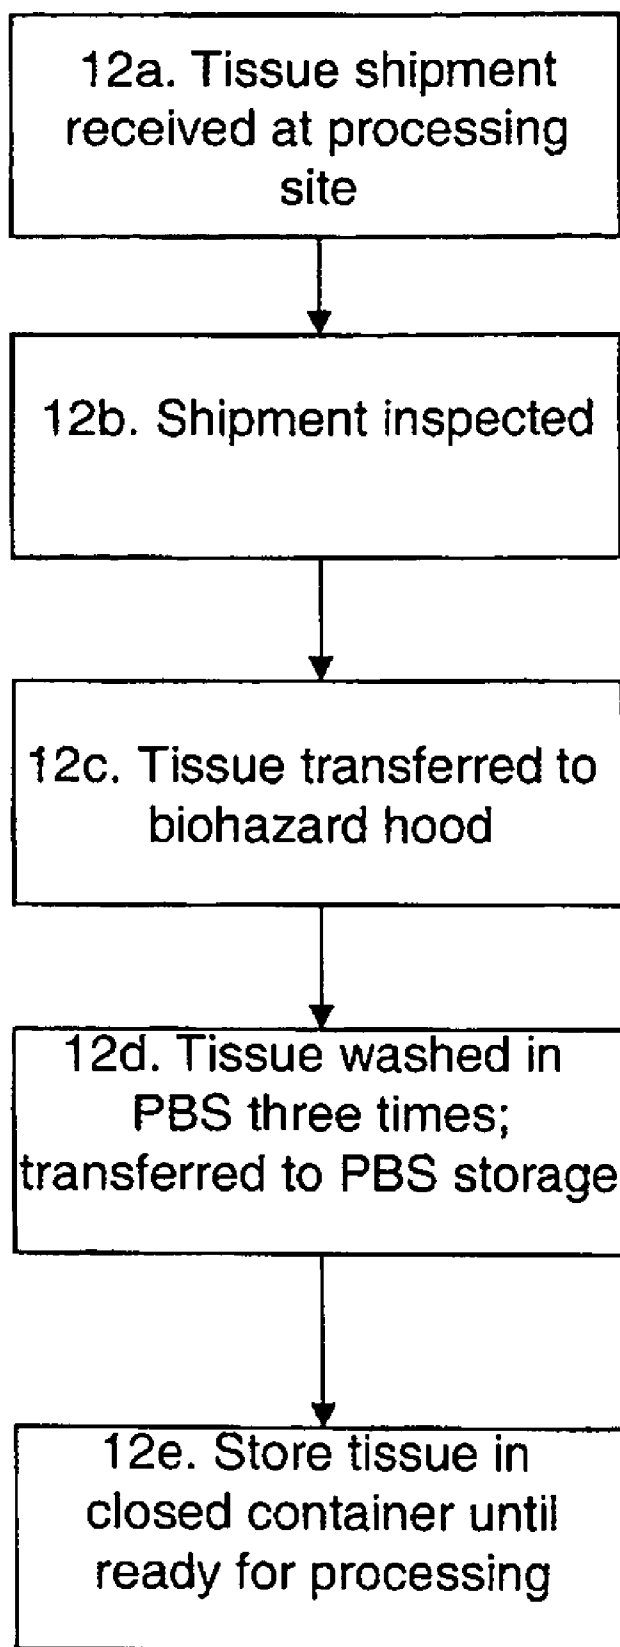 12a. Tissue shipment
received at processing
site
12b. Shipment inspected
12c. Tissue transferred to
biohazard hood
12d. Tissue washed in
PBS three times;
transferred to PBS storage
12e. Store tissue in
closed container until
ready for processing